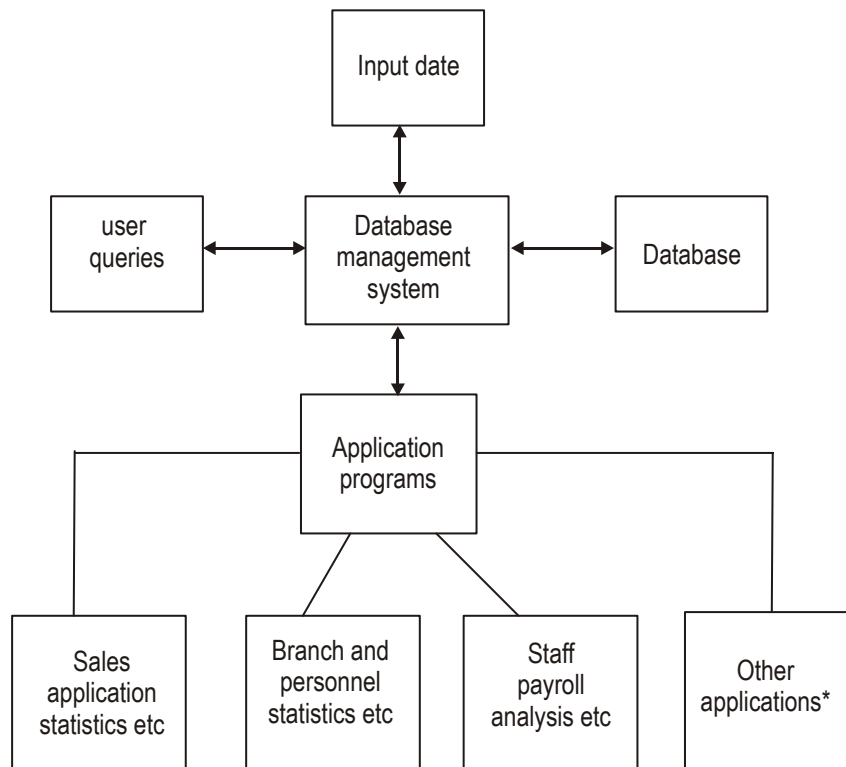 Input date
user
queries
Database
management
system
Database
Application
programs
Sales
application
statistics etc
Branch and
personnel
statistics etc
Staff
payroll
analysis etc
Other
applications*